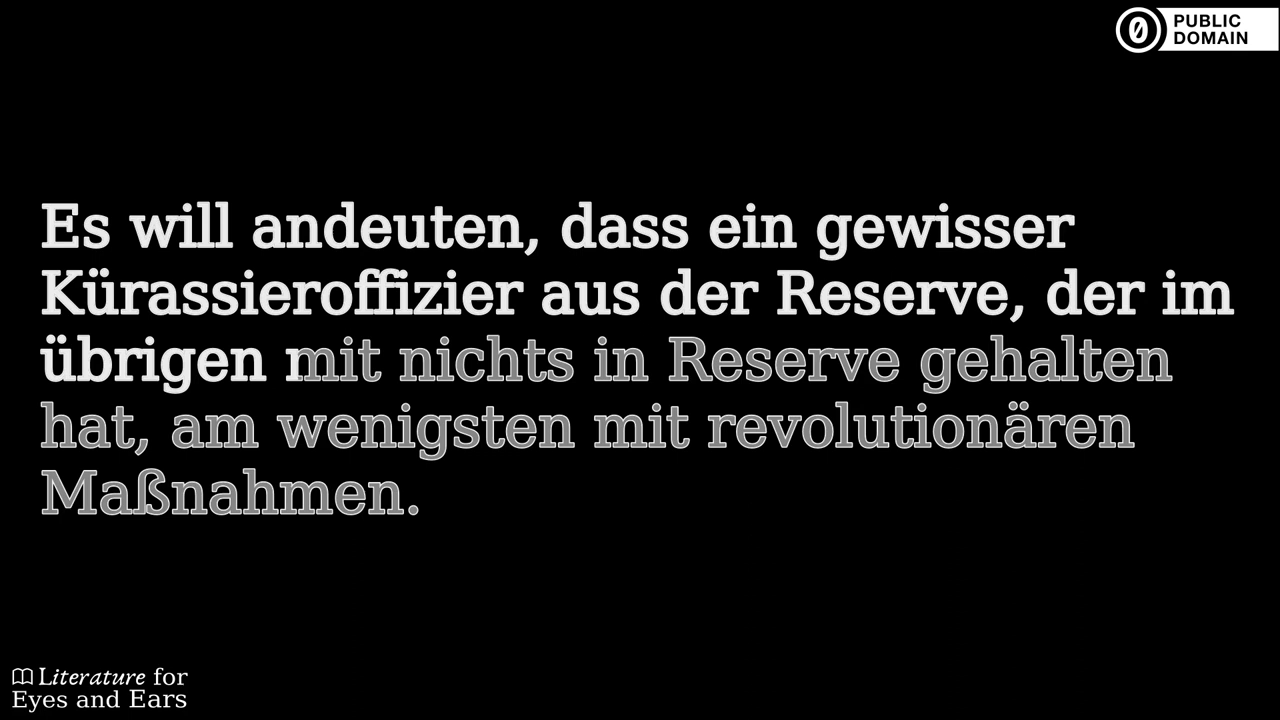 PUBLIC
DOMAIN
Es will andeuten, dass ein gewisser
Kürassieroffizier aus der Reserve, der im
übrigen mit nichts in Reserve gehalten
hat, am wenigsten mit revolutionären
Maßnahmen.
Literature for
Eyes and Ears